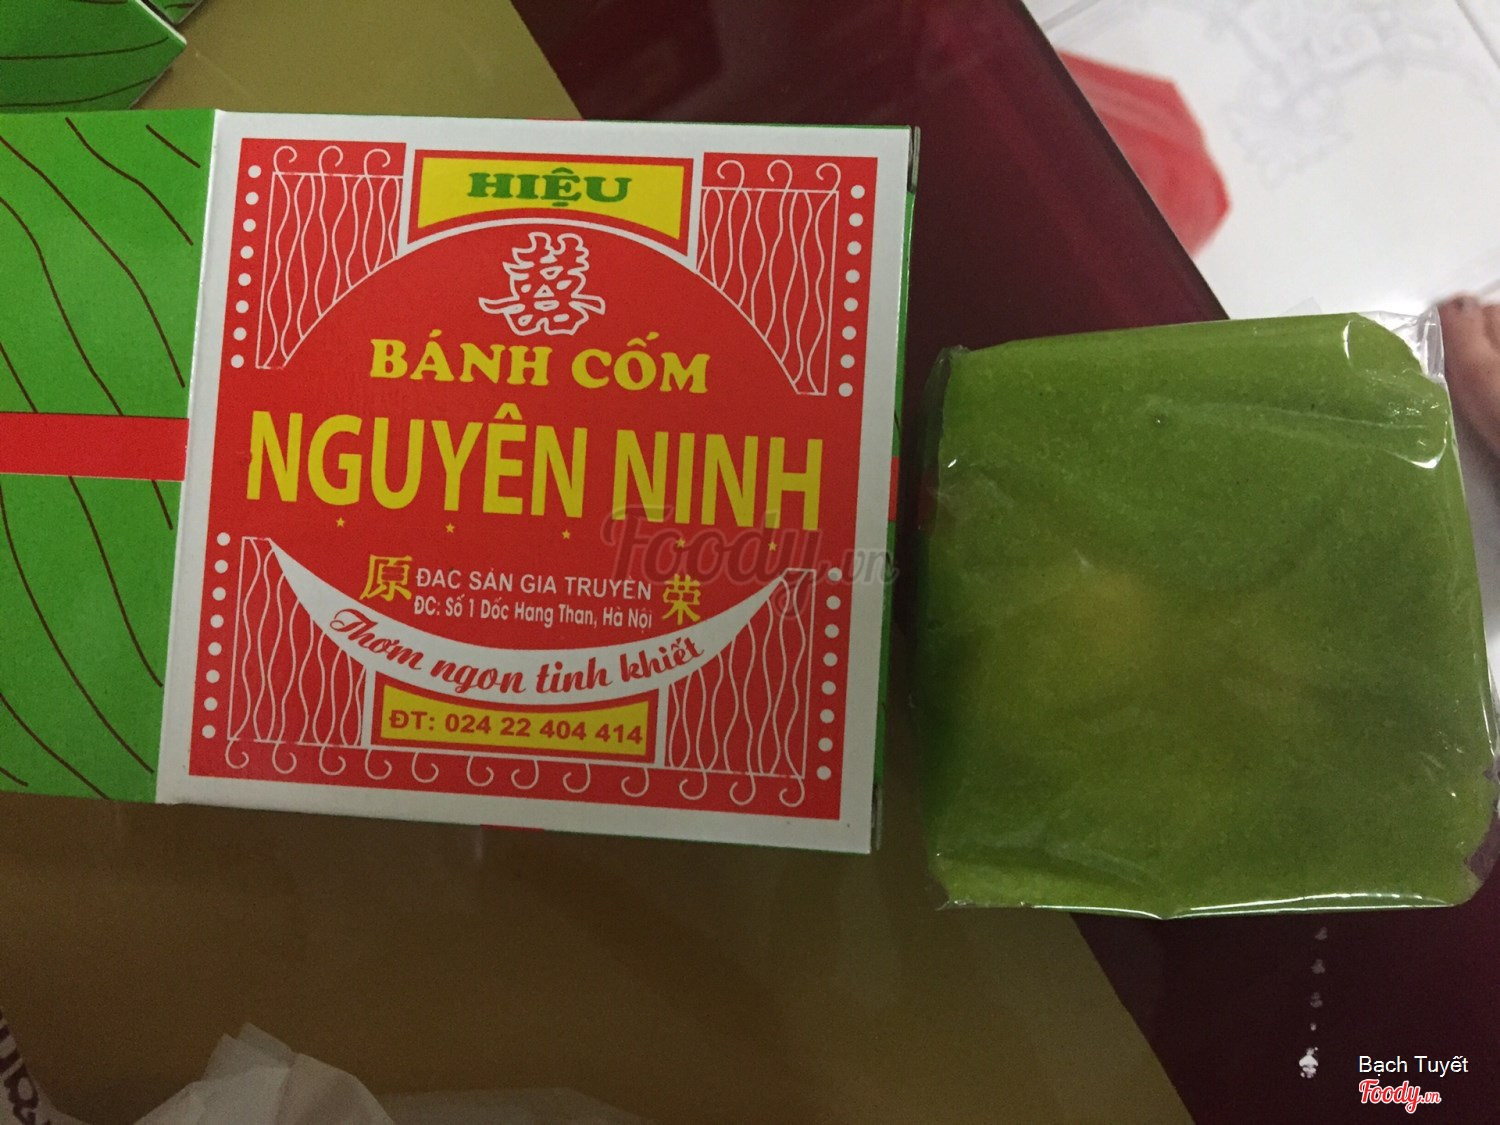 HIỆU
BÁNH CỐM
NGUYÊN NINH
原 ĐẶC SẢN GIA TRUYỀN 荣
ĐC: Số 1 Dốc Hang Than, Hà Nội
Thơm ngon tinh khiết
ĐT: 024 22 404 414
Foody.vn
Bạch Tuyết
Foody.vn